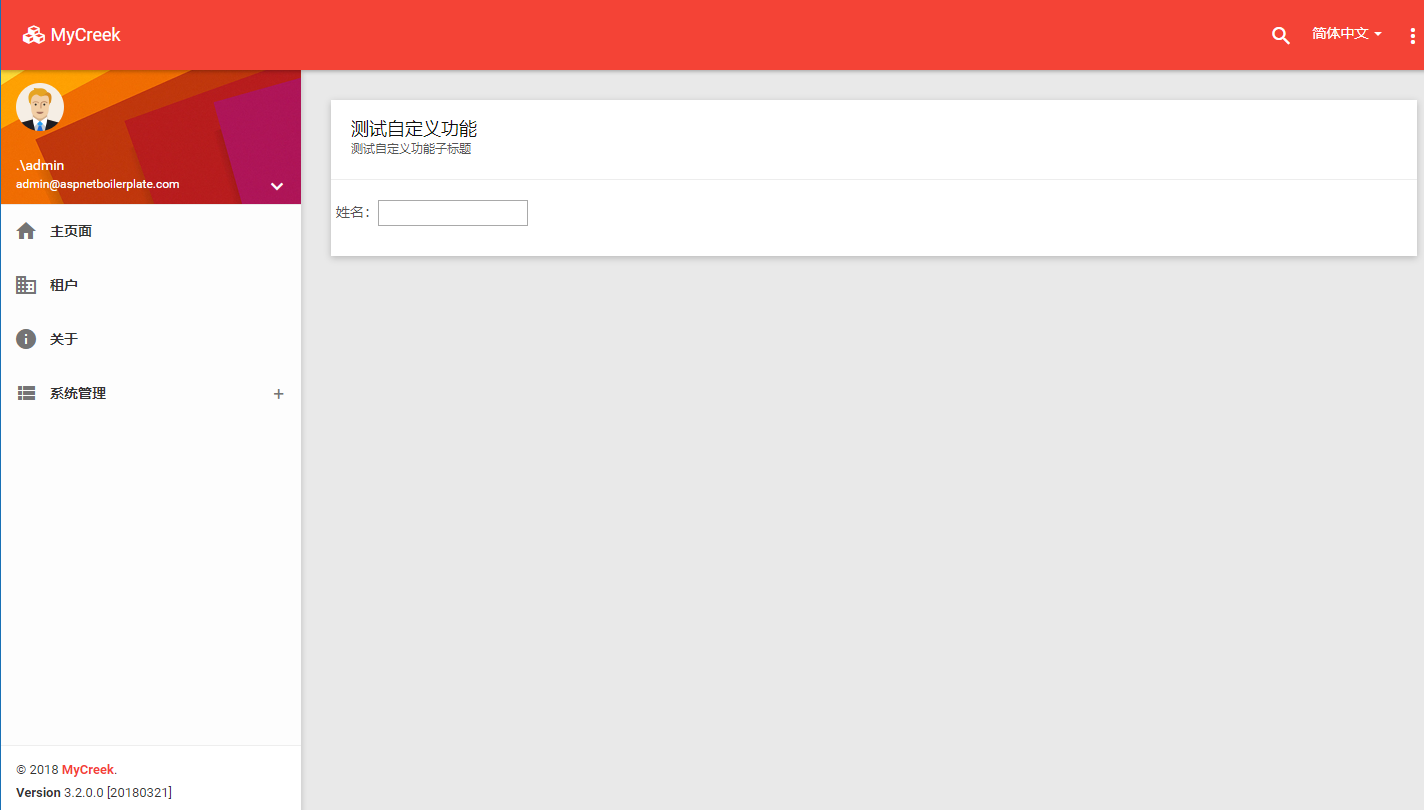 MyCreek
简体中文
.\admin
admin@aspnetboilerplate.com
主页面
租户
关于
系统管理
© 2018 MyCreek.
Version 3.2.0.0 [20180321]
测试自定义功能
测试自定义功能子标题
姓名：